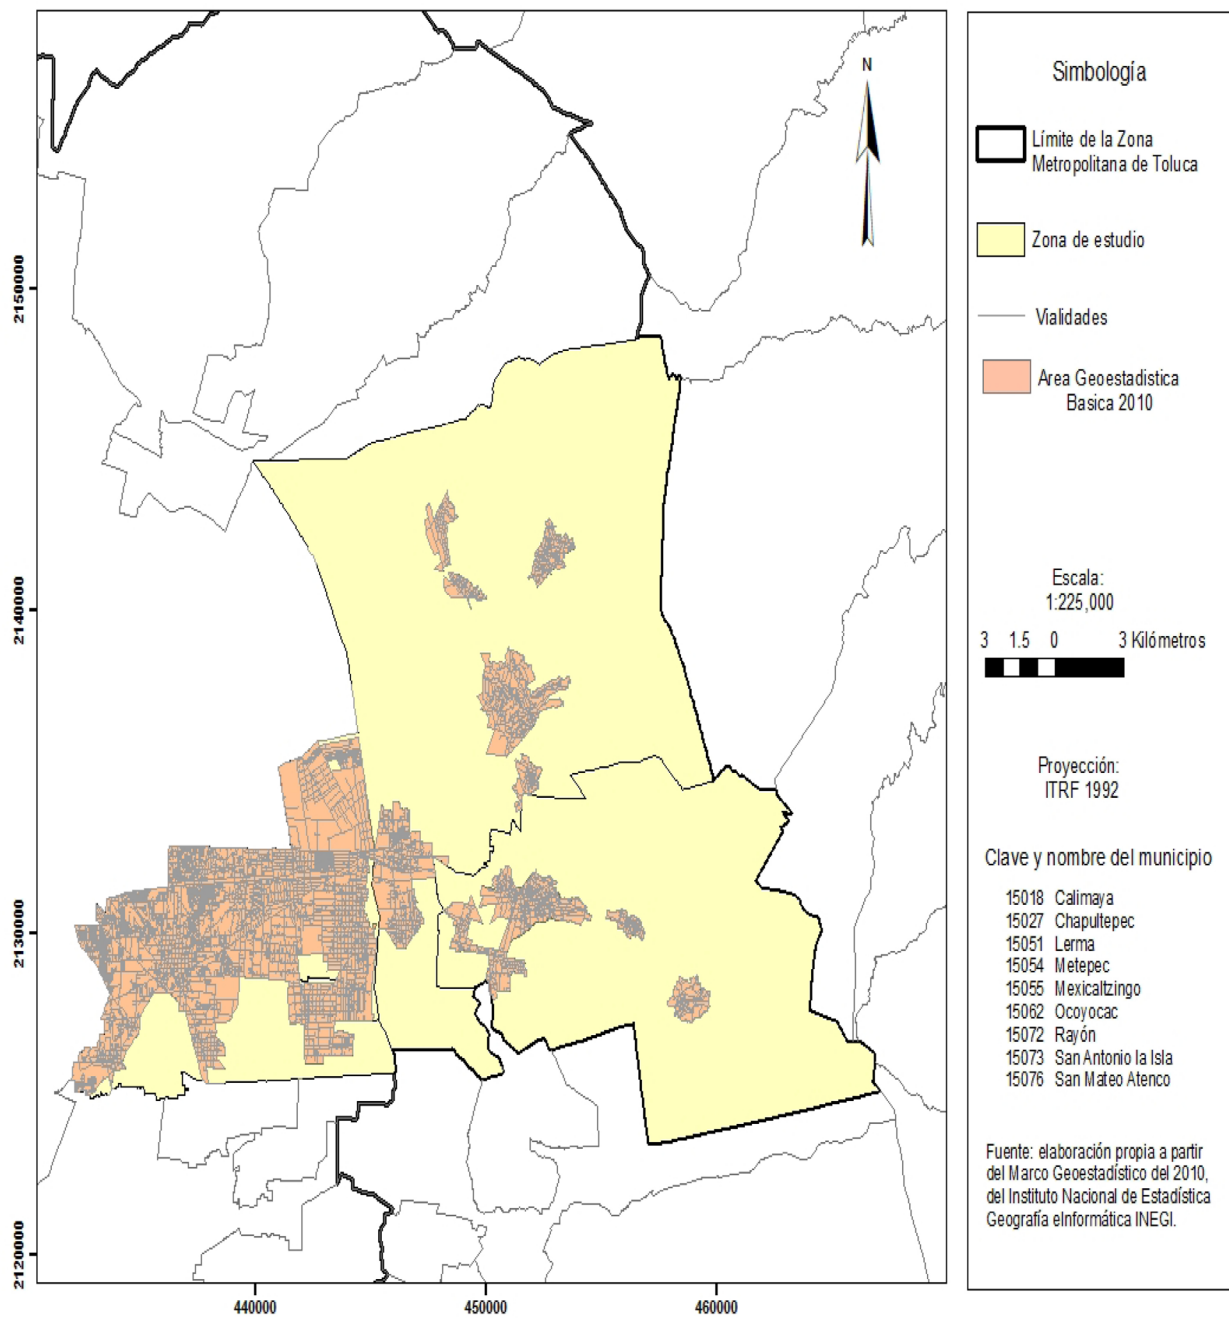 N
2150000
2140000
2130000
2120000
440000
450000
460000
Simbología
Límite de la Zona
Metropolitana de Toluca
Zona de estudio
Vialidades
Area Geoestadistica
Basica 2010
Escala:
1:225,000
3 1.5 0 3 Kilómetros
Proyección:
ITRF 1992
Clave y nombre del municipio
15018 Calimaya
15027 Chapultepec
15051 Lerma
15054 Metepec
15055 Mexicaltzingo
15062 Ocoyocac
15072 Rayón
15073 San Antonio la Isla
15076 San Mateo Atenco
Fuente: elaboración propia a partir
del Marco Geoestadístico del 2010,
del Instituto Nacional de Estadística
Geografía eInformática INEGI.